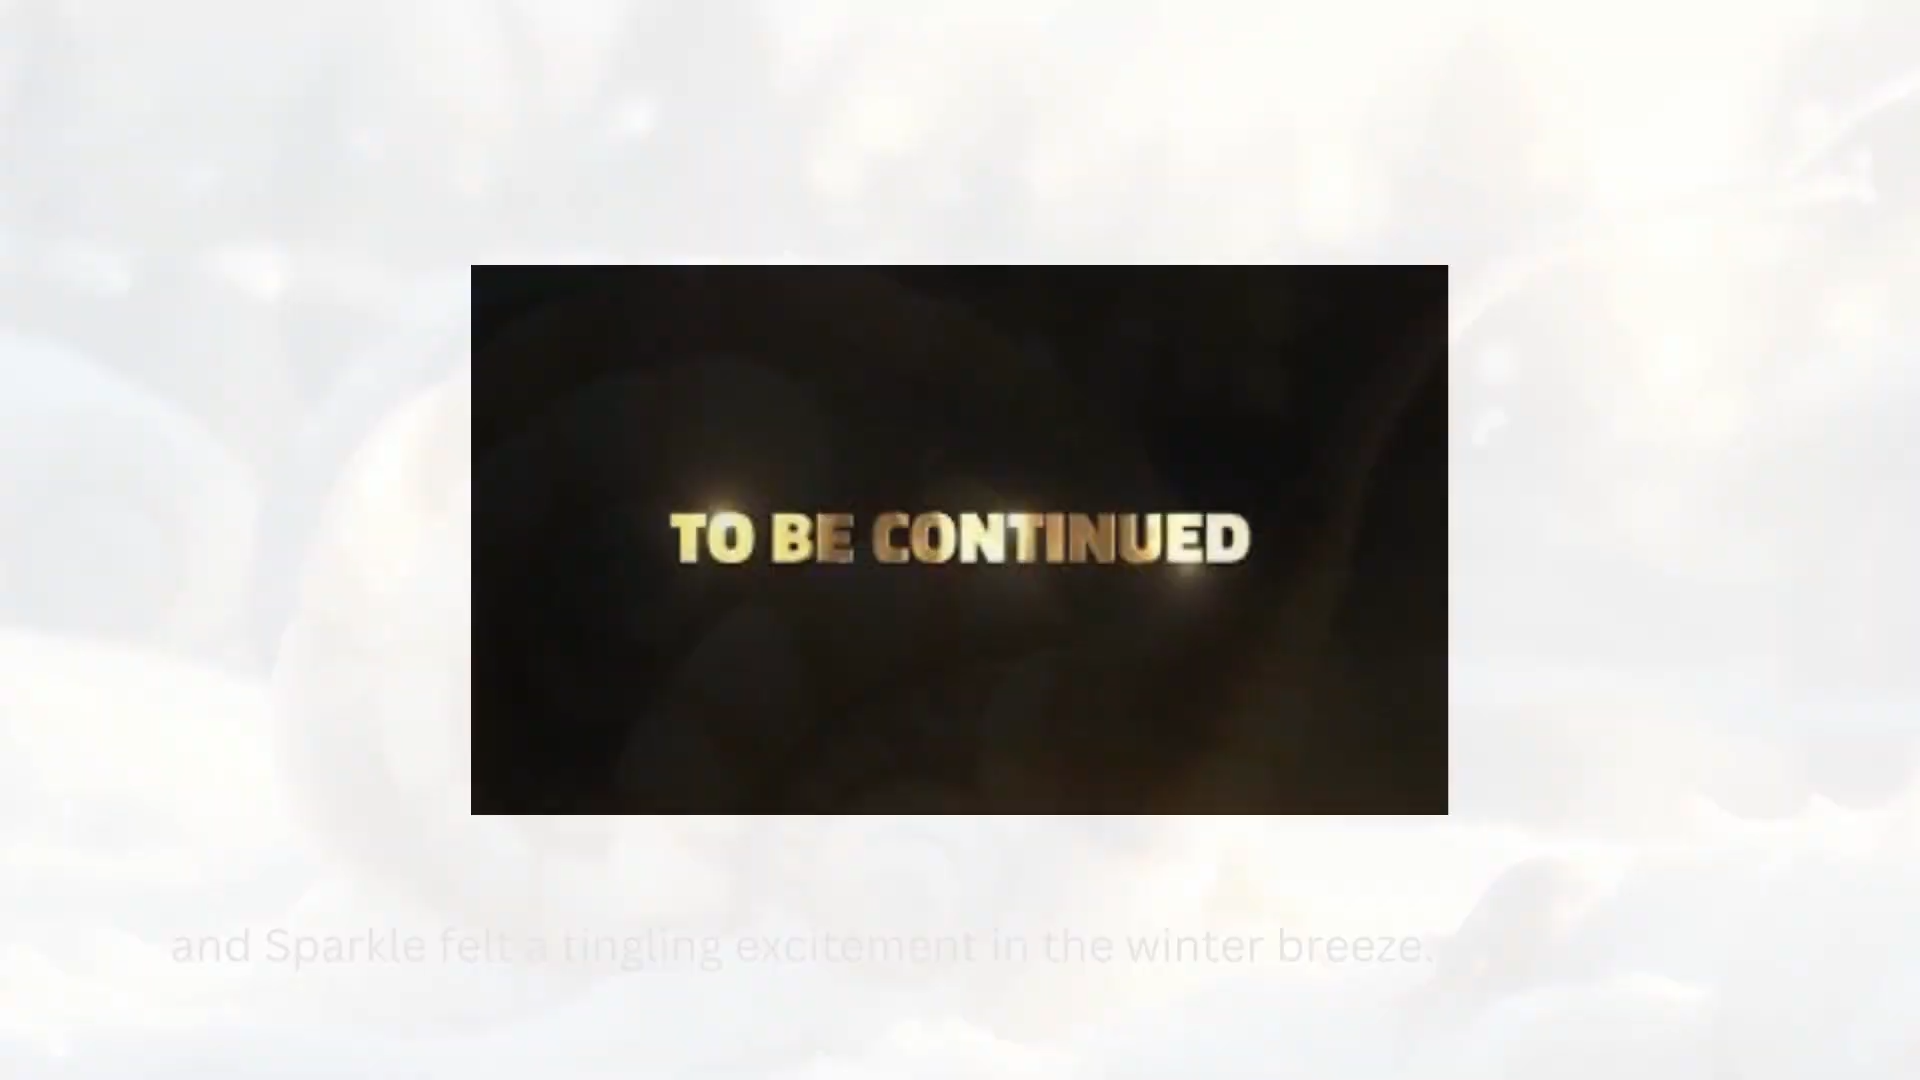 TO BE CONTINUED
and Sparkle felt a tingling excitement in the winter breeze.